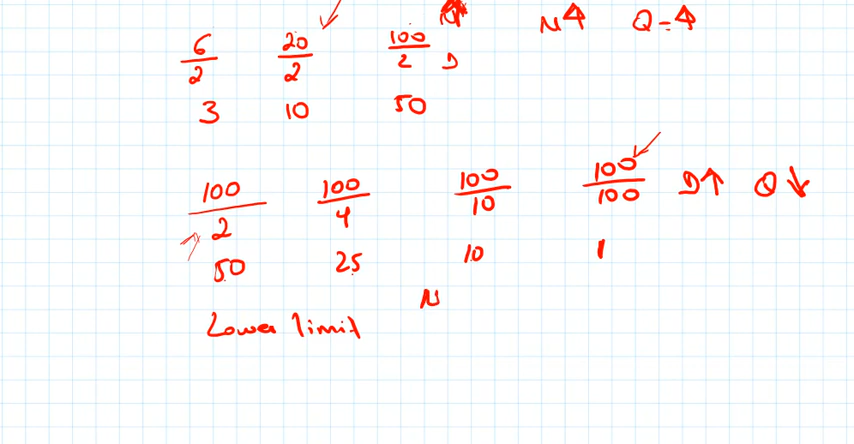 N↑ N↑ Q=↑
6/2 20/2 100/2 D
3 10 50
100/2 100/4 100/10 100/100 D↑ Q↓
50 25 10 1
N
Lower limit